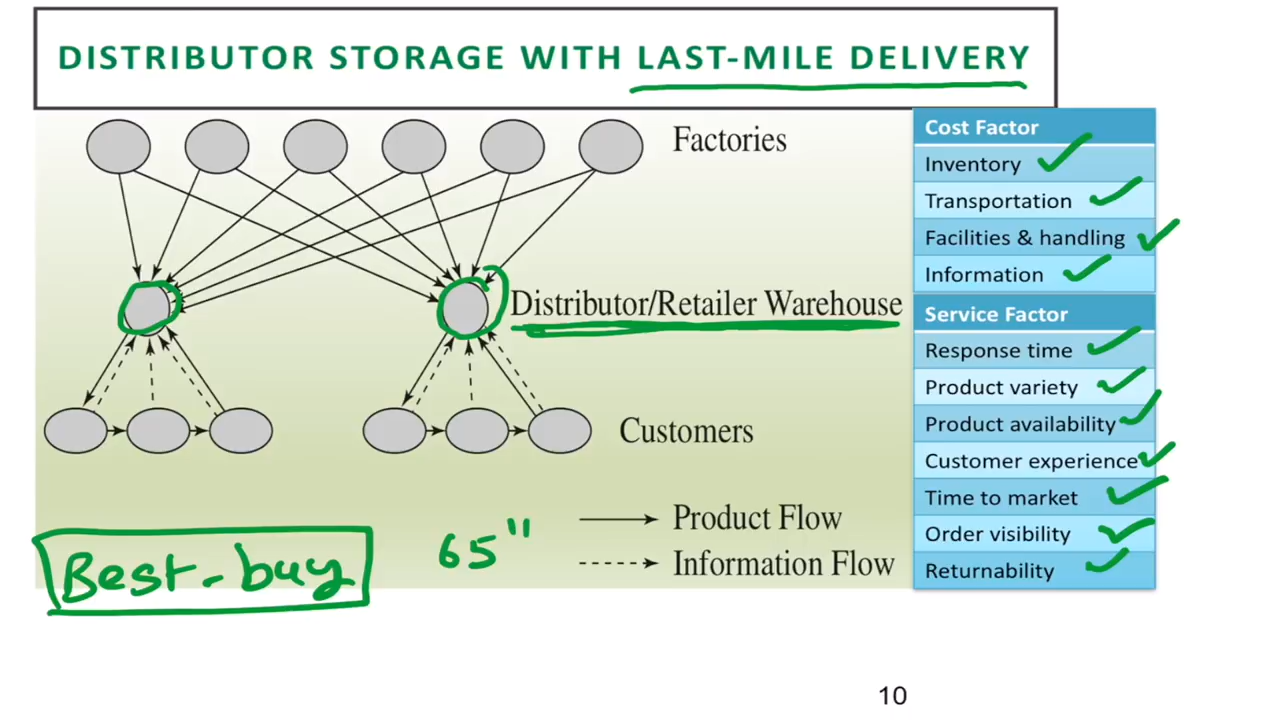 DISTRIBUTOR STORAGE WITH LAST-MILE DELIVERY
Factories
Distributor/Retailer Warehouse
Customers
Product Flow
Information Flow
Best-buy
65"
Cost Factor
Inventory
Transportation
Facilities & handling
Information
Service Factor
Response time
Product variety
Product availability
Customer experience
Time to market
Order visibility
Returnability
10